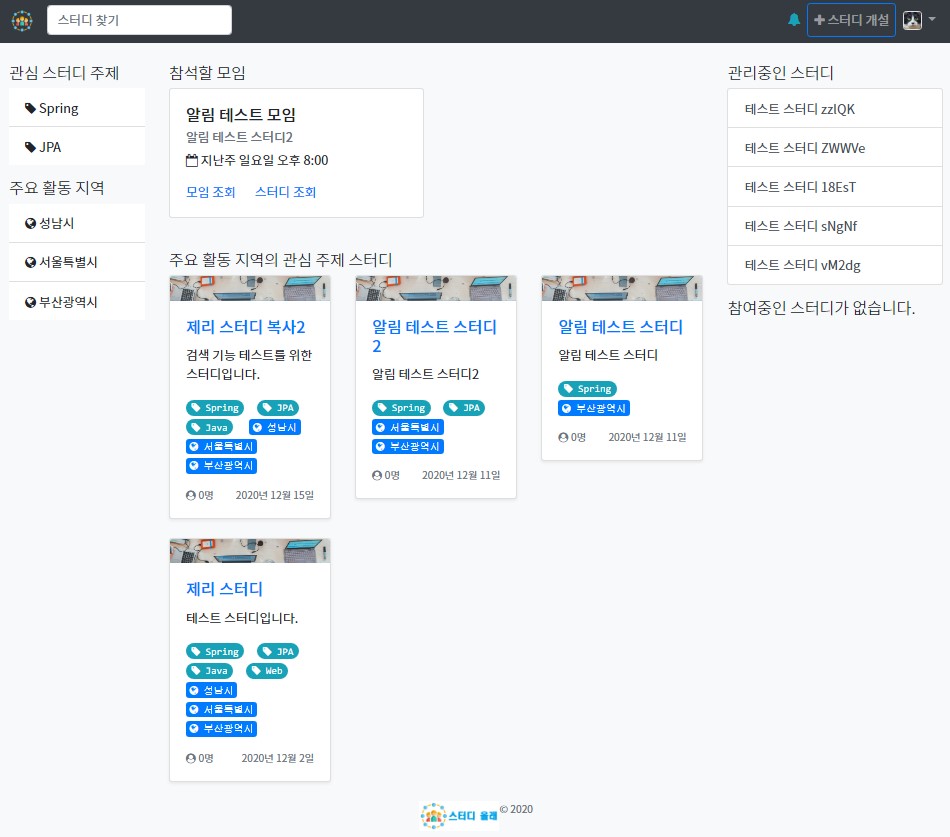 스터디 찾기
스터디 개설
관심 스터디 주제
Spring
JPA
주요 활동 지역
성남시
서울특별시
부산광역시
참석할 모임
알림 테스트 모임
알림 테스트 스터디2
지난주 일요일 오후 8:00
모임 조회 스터디 조회
주요 활동 지역의 관심 주제 스터디
제리 스터디 복사2
검색 기능 테스트를 위한
스터디입니다.
Spring JPA
Java 성남시
서울특별시
부산광역시
0명 2020년 12월 15일
알림 테스트 스터디
2
알림 테스트 스터디2
Spring JPA
서울특별시
부산광역시
0명 2020년 12월 11일
알림 테스트 스터디
알림 테스트 스터디
Spring
부산광역시
0명 2020년 12월 11일
제리 스터디
테스트 스터디입니다.
Spring JPA
Java Web
성남시
서울특별시
부산광역시
0명 2020년 12월 2일
관리중인 스터디
테스트 스터디 zzlQK
테스트 스터디 ZWWVe
테스트 스터디 18EsT
테스트 스터디 sNgNf
테스트 스터디 vM2dg
참여중인 스터디가 없습니다.
스터디 올래 © 2020